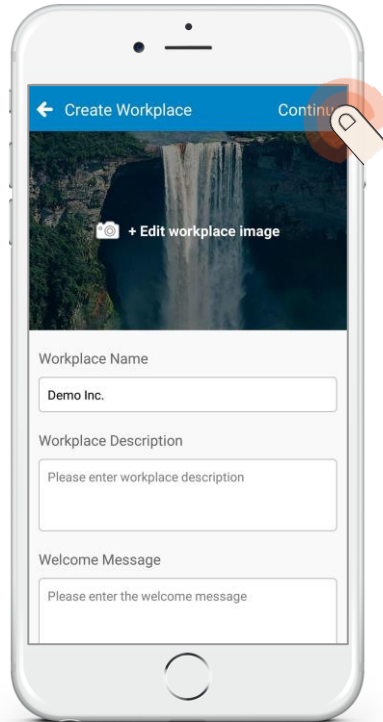 Create Workplace Continu
+ Edit workplace image
Workplace Name
Demo Inc.
Workplace Description
Please enter workplace description
Welcome Message
Please enter the welcome message